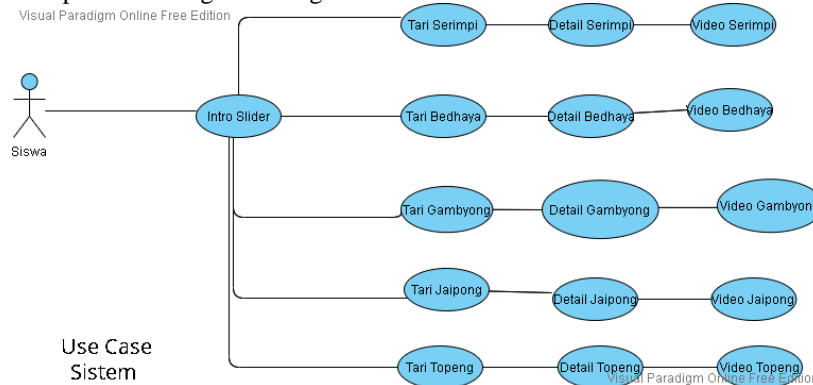 Visual Paradigm Online Free Edition
Tari Serimpi
Detail Serimpi
Video Serimpi
Siswa
Intro Slider
Tari Bedhaya
Detail Bedhaya
Video Bedhaya
Tari Gambyong
Detail Gambyong
Video Gambyon
Tari Jaipong
Detail Jaipong
Video Jaipong
Use Case
Sistem
Tari Topeng
Detail Topeng
Video Topeng
Visual Paradigm Online Free Edition